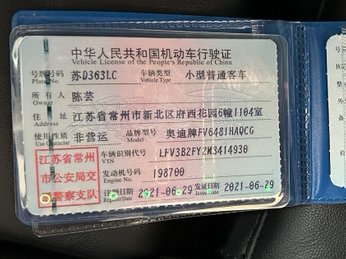 中华人民共和国机动车行驶证
Vehicle License of the People's Republic of China
号牌号码 苏D363LC 车辆类型 小型普通客车
Plate No. Vehicle Type
所有人 陈芸
Owner
住址 江苏省常州市新北区府西花园6幢1104室
Address
使用性质 非营运 品牌型号 奥迪牌FV6481HAQCG
Use Character Model
江苏省常州市公安局交警察支队
车辆识别代号 LFV3B2FY2M3414930
VIN
发动机号码 198700
Engine No.
注册日期 2021-06-29 发证日期 2021-06-29